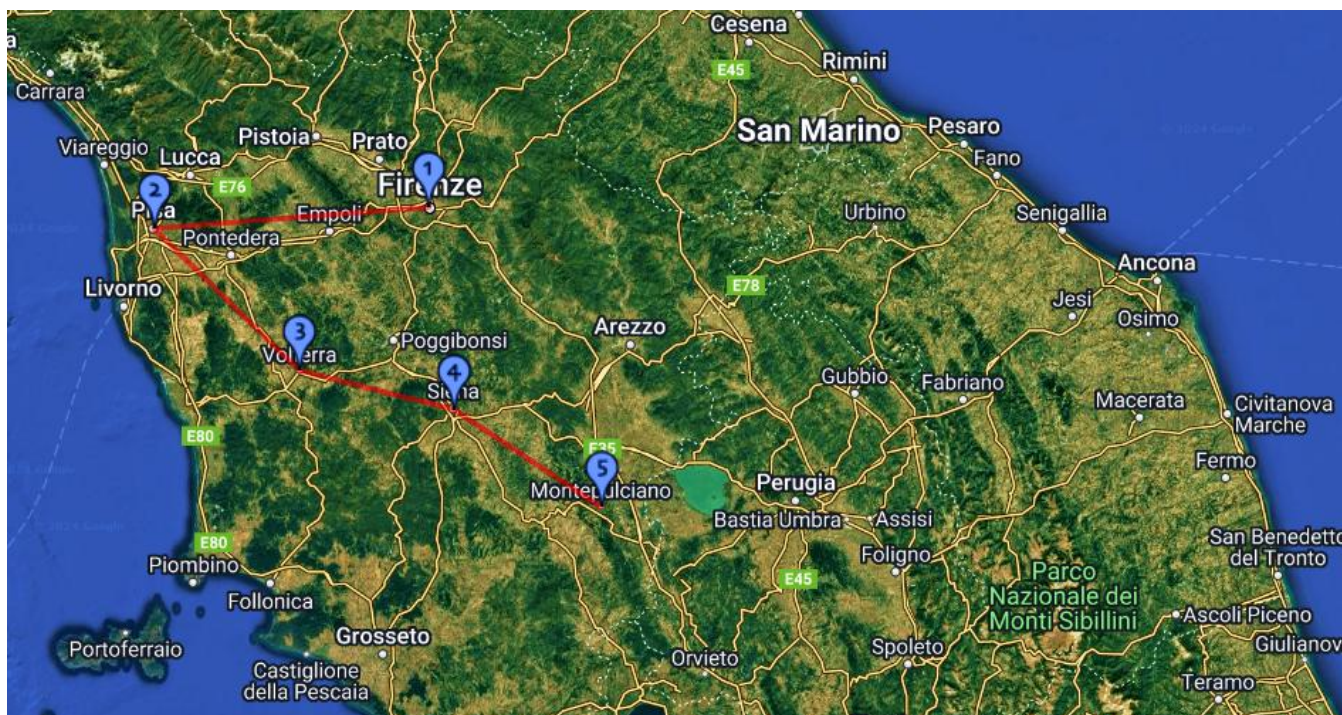 Cesena
Rimini
E45
Carrara
Pistoia
Prato
San Marino
Pesaro
Viareggio
Lucca
Fano
E76
1
Firenze
2
Pisa
Empoli
Urbino
Senigallia
Pontedera
Ancona
E78
Livorno
Jesi
Osimo
Arezzo
3
Volterra
Poggibonsi
4
Siena
Gubbio
Fabriano
Macerata
Civitanova
Marche
E80
E35
Fermo
5
Montepulciano
Perugia
Bastia Umbra
Assisi
E80
San Benedetto
del Tronto
Foligno
Piombino
Follonica
E45
Parco
Nazionale dei
Monti Sibillini
Ascoli Piceno
Grosseto
Portoferraio
Orvieto
Spoleto
Giulianov
Castiglione
della Pescaia
Teramo